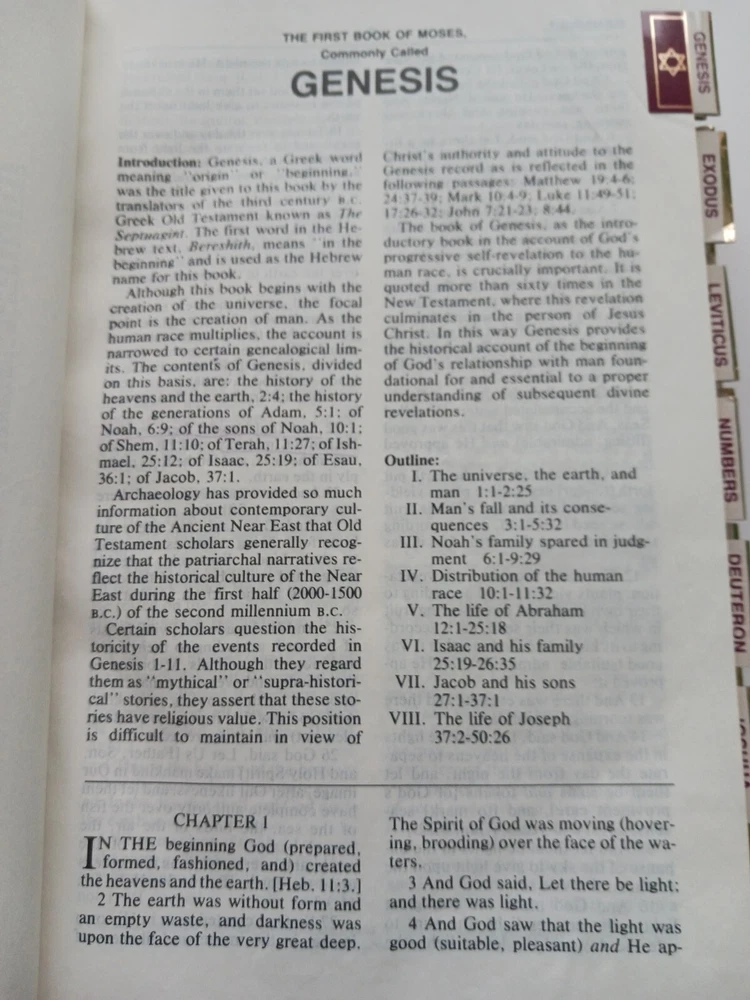 THE FIRST BOOK OF MOSES,
Commonly Called
GENESIS
Introduction: Genesis, a Greek word
meaning "origin" or "beginning,"
was the title given to this book by the
translators of the third century B.C.
Greek Old Testament known as The
Septuagint. The first word in the He-
brew text, Bereshith, means "in the
beginning" and is used as the Hebrew
name for this book.
Although this book begins with the
creation of the universe, the focal
point is the creation of man. As the
human race multiplies, the account is
narrowed to certain genealogical lim-
its. The contents of Genesis, divided
on this basis, are: the history of the
heavens and the earth, 2:4; the history
of the generations of Adam, 5:1; of
Noah, 6:9; of the sons of Noah, 10:1;
of Shem, 11:10; of Terah, 11:27; of Ish-
mael, 25:12; of Isaac, 25:19; of Esau,
36:1; of Jacob, 37:1.
Archaeology has provided so much
information about contemporary cul-
ture of the Ancient Near East that Old
Testament scholars generally recog-
nize that the patriarchal narratives re-
flect the historical culture of the Near
East during the first half (2000-1500
B.C.) of the second millennium B.C.
Certain scholars question the his-
toricity of the events recorded in
Genesis 1-11. Although they regard
them as "mythical" or "supra-histori-
cal" stories, they assert that these sto-
ries have religious value. This position
is difficult to maintain in view of
Christ's authority and attitude to the
Genesis record as is reflected in the
following passages: Matthew 19:4-6;
24:37-39; Mark 10:4-9; Luke 11:49-51;
17:26-32; John 7:21-23; 8:44.
The book of Genesis, as the intro-
ductory book in the account of God's
progressive self-revelation to the hu-
man race, is crucially important. It is
quoted more than sixty times in the
New Testament, where this revelation
culminates in the person of Jesus
Christ. In this way Genesis provides
the historical account of the beginning
of God's relationship with man foun-
dational for and essential to a proper
understanding of subsequent divine
revelations.
Outline:
I. The universe, the earth, and
man 1:1-2:25
II. Man's fall and its conse-
quences 3:1-5:32
III. Noah's family spared in judg-
ment 6:1-9:29
IV. Distribution of the human
race 10:1-11:32
V. The life of Abraham
12:1-25:18
VI. Isaac and his family
25:19-26:35
VII. Jacob and his sons
27:1-37:1
VIII. The life of Joseph
37:2-50:26
CHAPTER 1
IN THE beginning God (prepared,
formed, fashioned, and) created
the heavens and the earth. [Heb. 11:3.]
2 The earth was without form and
an empty waste, and darkness was
upon the face of the very great deep.
The Spirit of God was moving (hover-
ing, brooding) over the face of the wa-
ters.
3 And God said, Let there be light;
and there was light.
4 And God saw that the light was
good (suitable, pleasant) and He ap-
GENESIS
EXODUS
LEVITICUS
NUMBERS
DEUTERON